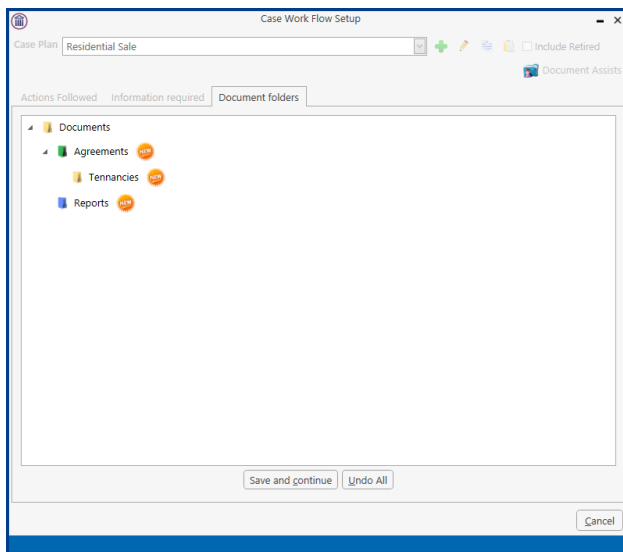 Case Work Flow Setup
Case Plan Residential Sale Include Retired
Document Assists
Actions Followed Information required Document folders
Documents
Agreements NEW
Tennancies NEW
Reports NEW
Save and continue Undo All
Cancel